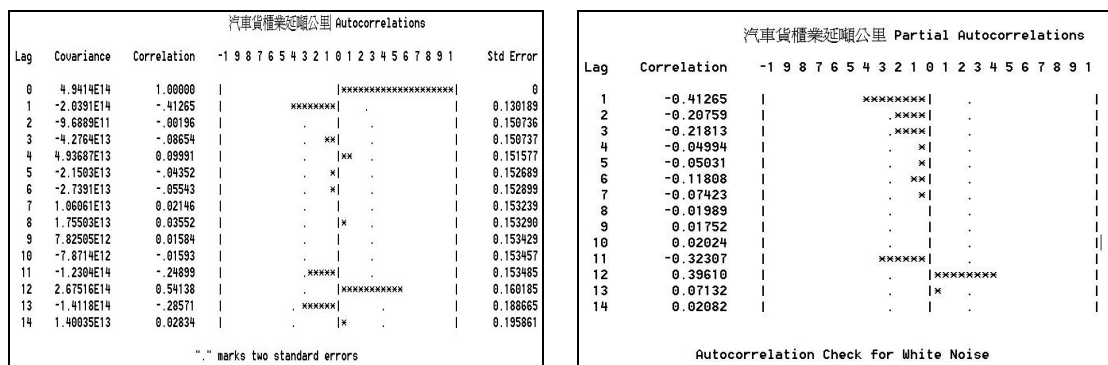 汽車貨櫃業延噸公里 Autocorrelations
Lag Covariance Correlation -1 9 8 7 6 5 4 3 2 1 0 1 2 3 4 5 6 7 8 9 1 Std Error
0 4.9414E14 1.00000 | |********************| 0
1 -2.0391E14 -.41265 | ********| . | 0.130189
2 -9.6889E11 -.00196 | . | . | 0.150736
3 -4.2764E13 -.08654 | . **| . | 0.150737
4 4.93687E13 0.09991 | . |** . | 0.151577
5 -2.1503E13 -.04352 | . *| . | 0.152689
6 -2.7391E13 -.05543 | . *| . | 0.152899
7 1.06061E13 0.02146 | . | . | 0.153239
8 1.75503E13 0.03552 | . |* . | 0.153290
9 7.82505E12 0.01584 | . | . | 0.153429
10 -7.8714E12 -.01593 | . | . | 0.153457
11 -1.2304E14 -.24899 | .*****| . | 0.153485
12 2.67516E14 0.54138 | . |*********** | 0.160185
13 -1.4118E14 -.28571 | . ******| . | 0.188665
14 1.40035E13 0.02834 | . |* . | 0.195861
"." marks two standard errors
汽車貨櫃業延噸公里 Partial Autocorrelations
Lag Correlation -1 9 8 7 6 5 4 3 2 1 0 1 2 3 4 5 6 7 8 9 1
1 -0.41265 | ********| . |
2 -0.20759 | .****| . |
3 -0.21813 | .****| . |
4 -0.04994 | . *| . |
5 -0.05031 | . *| . |
6 -0.11808 | . **| . |
7 -0.07423 | . *| . |
8 -0.01989 | . | . |
9 0.01752 | . | . |
10 0.02024 | . | . |
11 -0.32307 | ******| . |
12 0.39610 | . |******** |
13 0.07132 | . |* . |
14 0.02082 | . | . |
Autocorrelation Check for White Noise